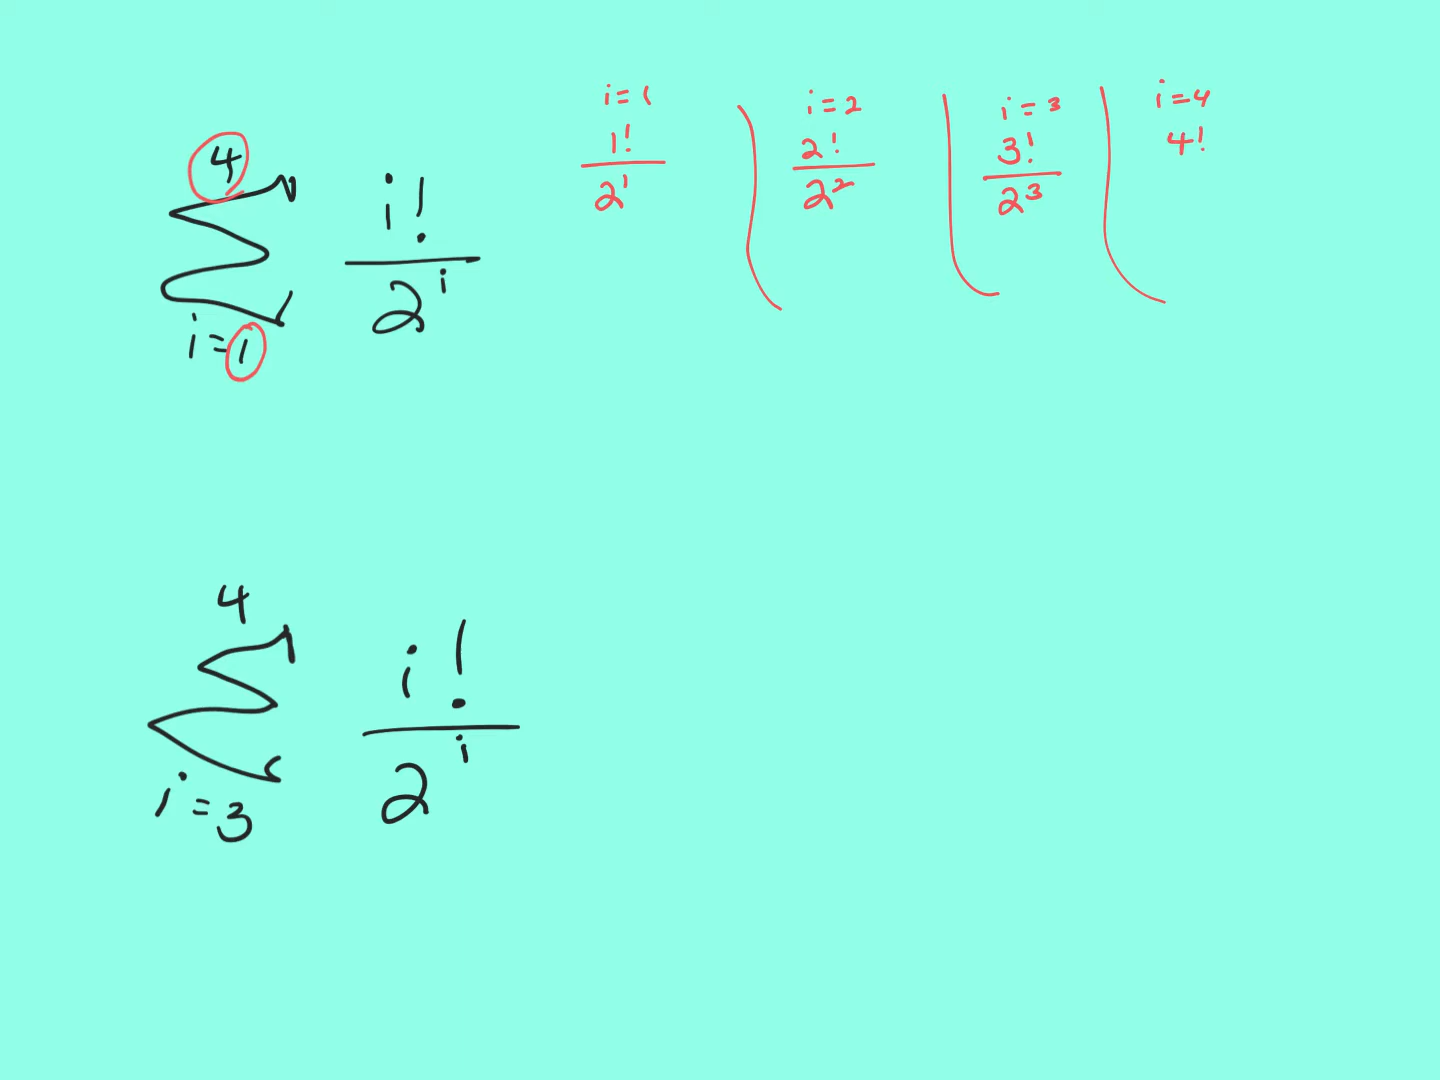 4
∑ i! / 2^i
i=1
i=1
1! / 2^1
i=2
2! / 2^2
i=3
3! / 2^3
i=4
4!
4
∑ i! / 2^i
i=3